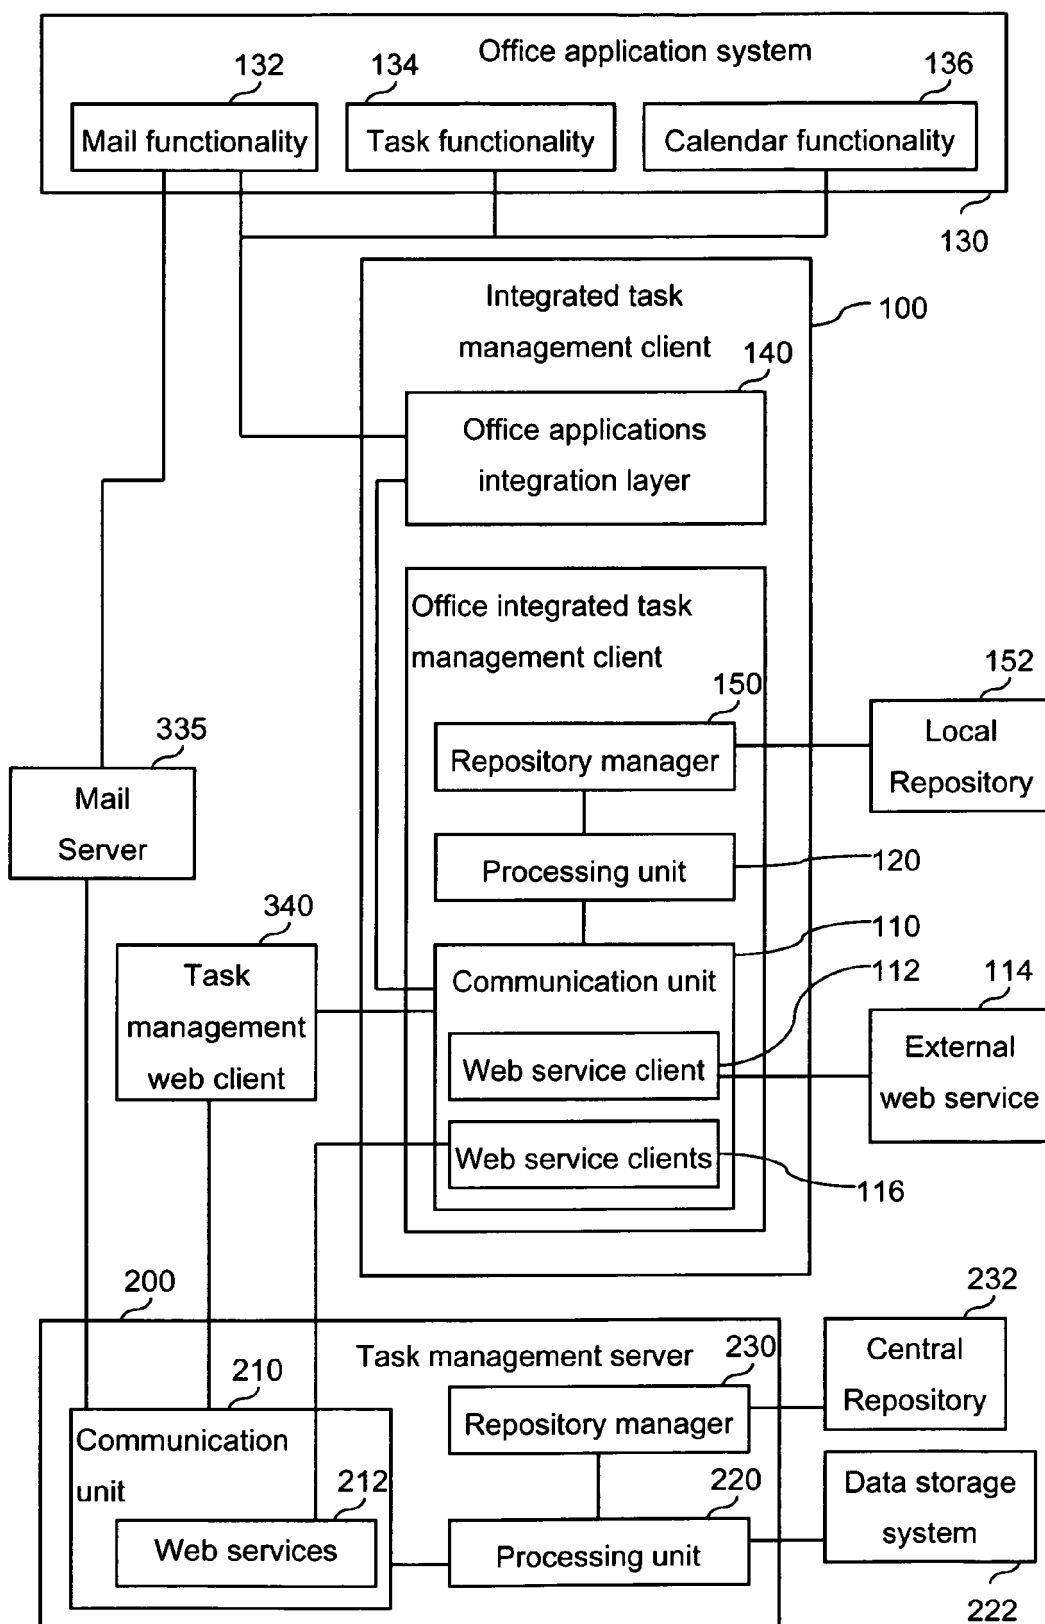 Office application system
132
134
136
Mail functionality
Task functionality
Calendar functionality
130
Integrated task
management client
100
140
Office applications
integration layer
Office integrated task
management client
150
152
Repository manager
Local
Repository
335
Mail
Server
Processing unit
120
340
110
Task
management
web client
Communication unit
112
114
Web service client
External
web service
Web service clients
116
200
232
Task management server
230
Central
Repository
210
Repository manager
Communication
unit
212
220
Data storage
system
Web services
Processing unit
222